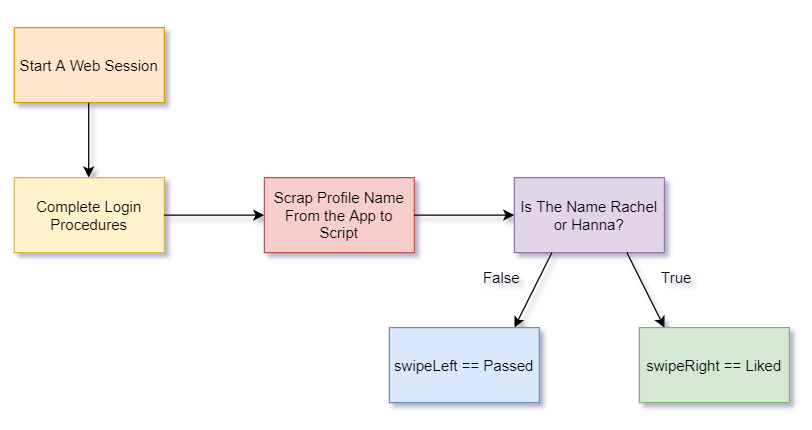 Start A Web Session
Complete Login
Procedures
Scrap Profile Name
From the App to
Script
Is The Name Rachel
or Hanna?
False
True
swipeLeft == Passed
swipeRight == Liked